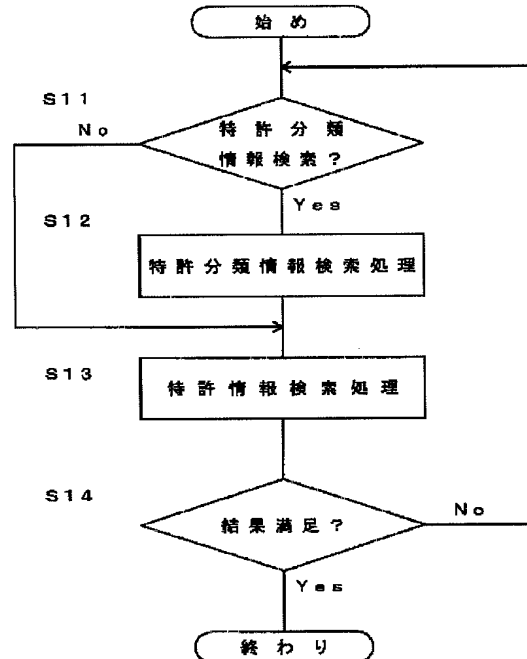 始め
S11
No
特許分類
情報検索？
Yes
S12
特許分類情報検索処理
S13
特許情報検索処理
S14
結果満足？
No
Yes
終わり